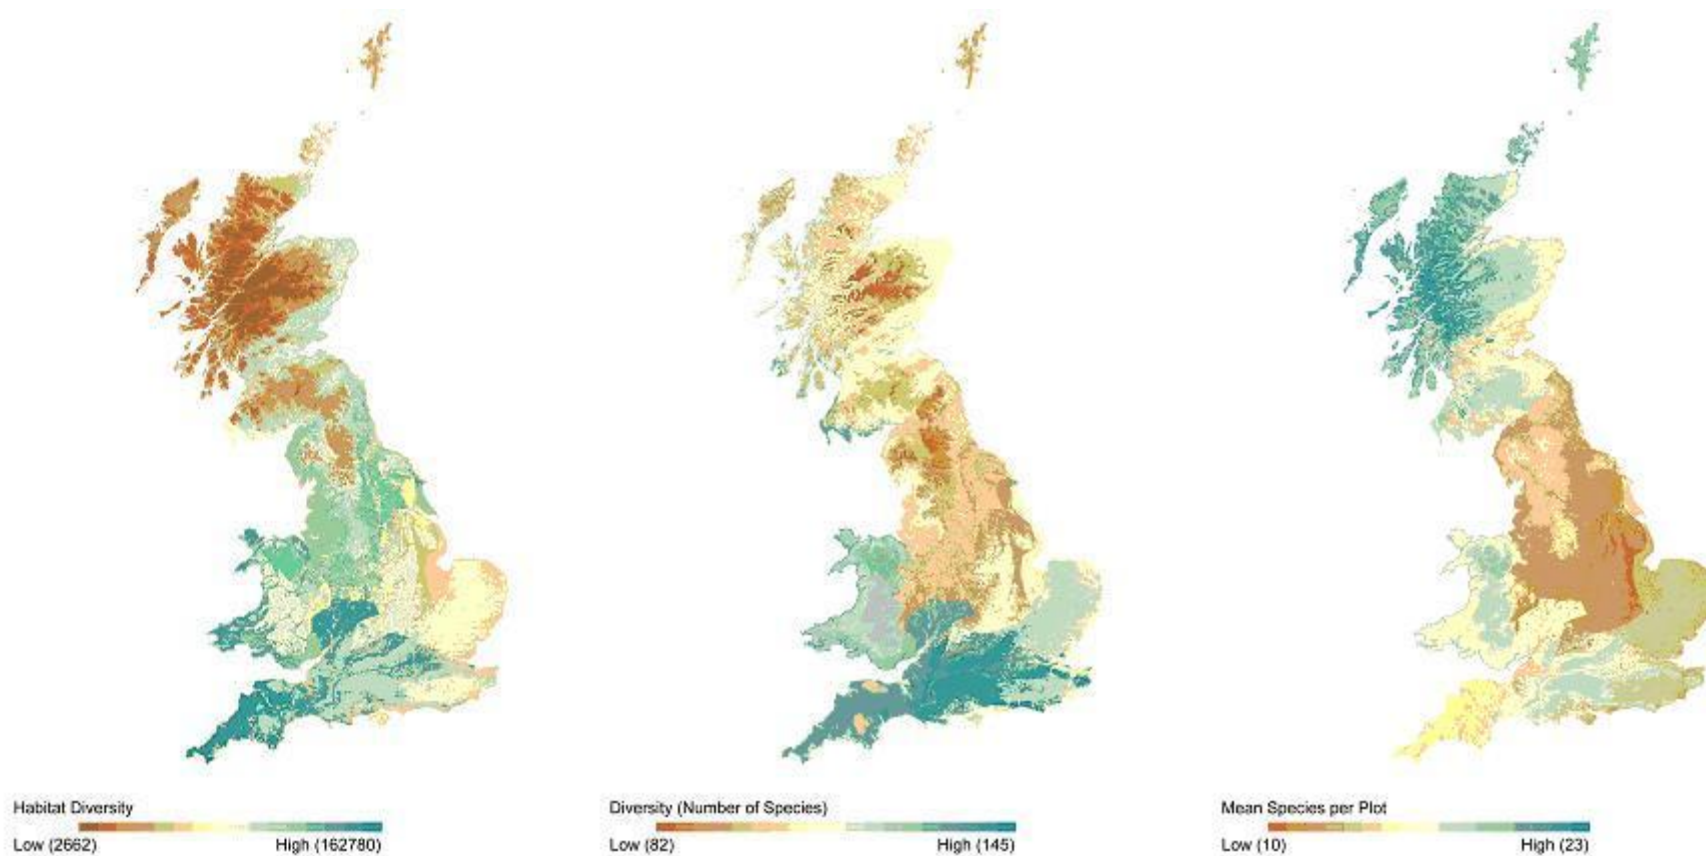 Habitat Diversity
Low (2662) High (162780)
Diversity (Number of Species)
Low (82) High (145)
Mean Species per Plot
Low (10) High (23)